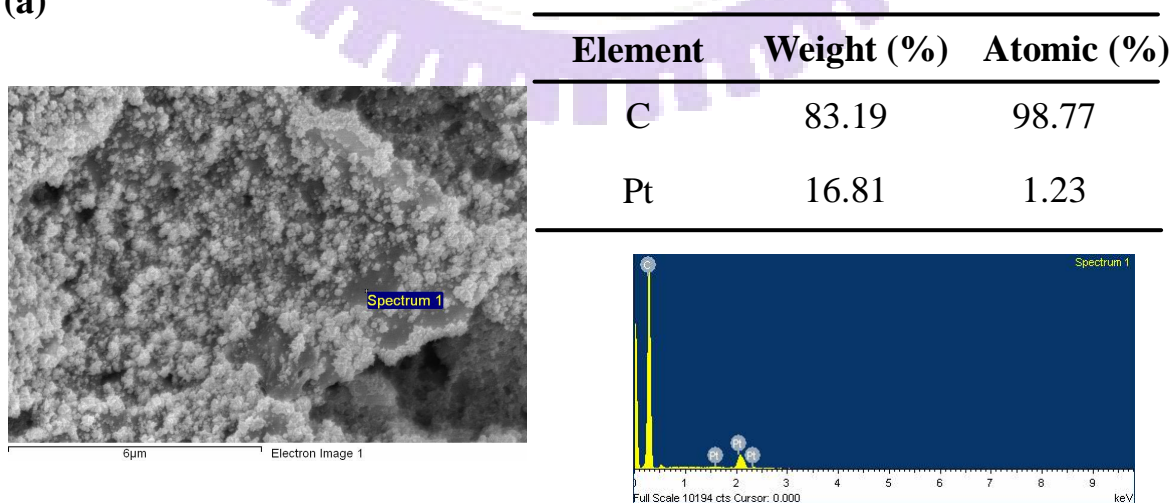 (a)
Element Weight (%) Atomic (%)
C 83.19 98.77
Pt 16.81 1.23
Spectrum 1
6µm Electron Image 1
Spectrum 1
C
Pt Pt Pt
0 1 2 3 4 5 6 7 8 9
Full Scale 10194 cts Cursor: 0.000 keV